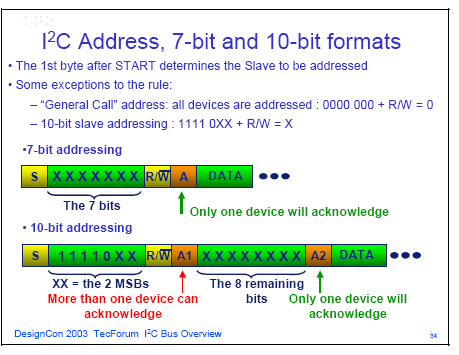 I²C Address, 7-bit and 10-bit formats
• The 1st byte after START determines the Slave to be addressed
• Some exceptions to the rule:
– "General Call" address: all devices are addressed : 0000 000 + R/W = 0
– 10-bit slave addressing : 1111 0XX + R/W = X
•7-bit addressing
S X X X X X X X R/W A DATA
The 7 bits
Only one device will acknowledge
• 10-bit addressing
S 1 1 1 1 0 X X R/W A1 X X X X X X X X A2 DATA
XX = the 2 MSBs The 8 remaining
More than one device can bits Only one device will
acknowledge acknowledge
DesignCon 2003 TecForum I²C Bus Overview 34